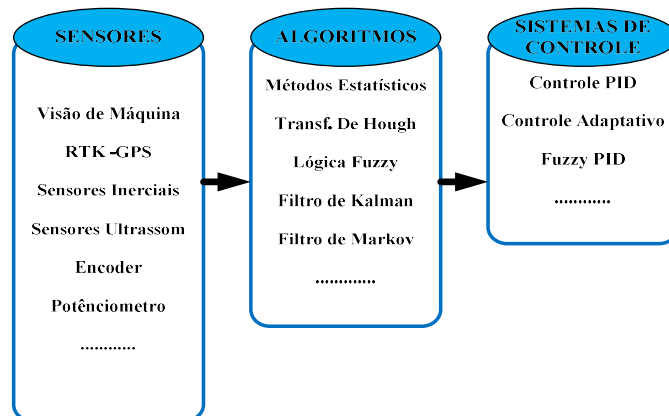 SENSORES
Visão de Máquina
RTK -GPS
Sensores Inerciais
Sensores Ultrassom
Encoder
Potênciometro
............
ALGORITMOS
Métodos Estatísticos
Transf. De Hough
Lógica Fuzzy
Filtro de Kalman
Filtro de Markov
.............
SISTEMAS DE
CONTROLE
Controle PID
Controle Adaptativo
Fuzzy PID
............